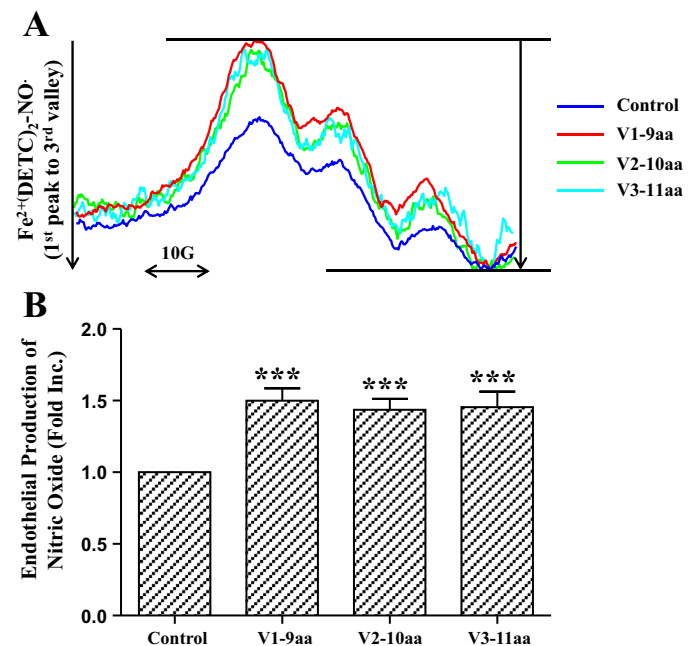 A
Fe²⁺(DETC)₂-NO·
(1st peak to 3rd valley)
10G
Control
V1-9aa
V2-10aa
V3-11aa
B
Endothelial Production of
Nitric Oxide (Fold Inc.)
2.0
1.5
1.0
0.5
0.0
***
***
***
Control
V1-9aa
V2-10aa
V3-11aa